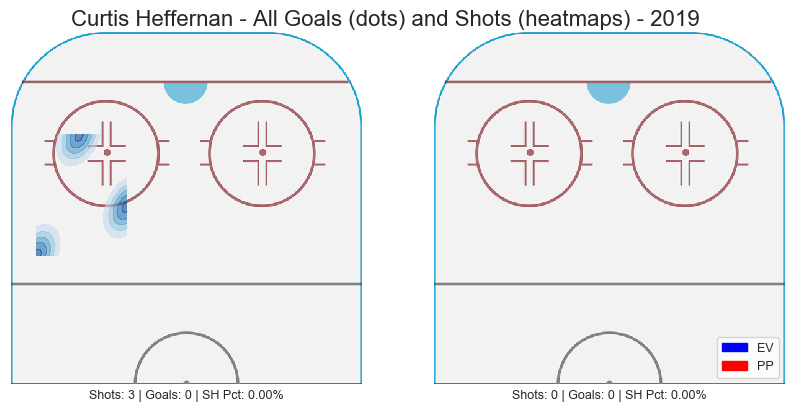 Curtis Heffernan - All Goals (dots) and Shots (heatmaps) - 2019
EV
PP
Shots: 3 | Goals: 0 | SH Pct: 0.00%
Shots: 0 | Goals: 0 | SH Pct: 0.00%